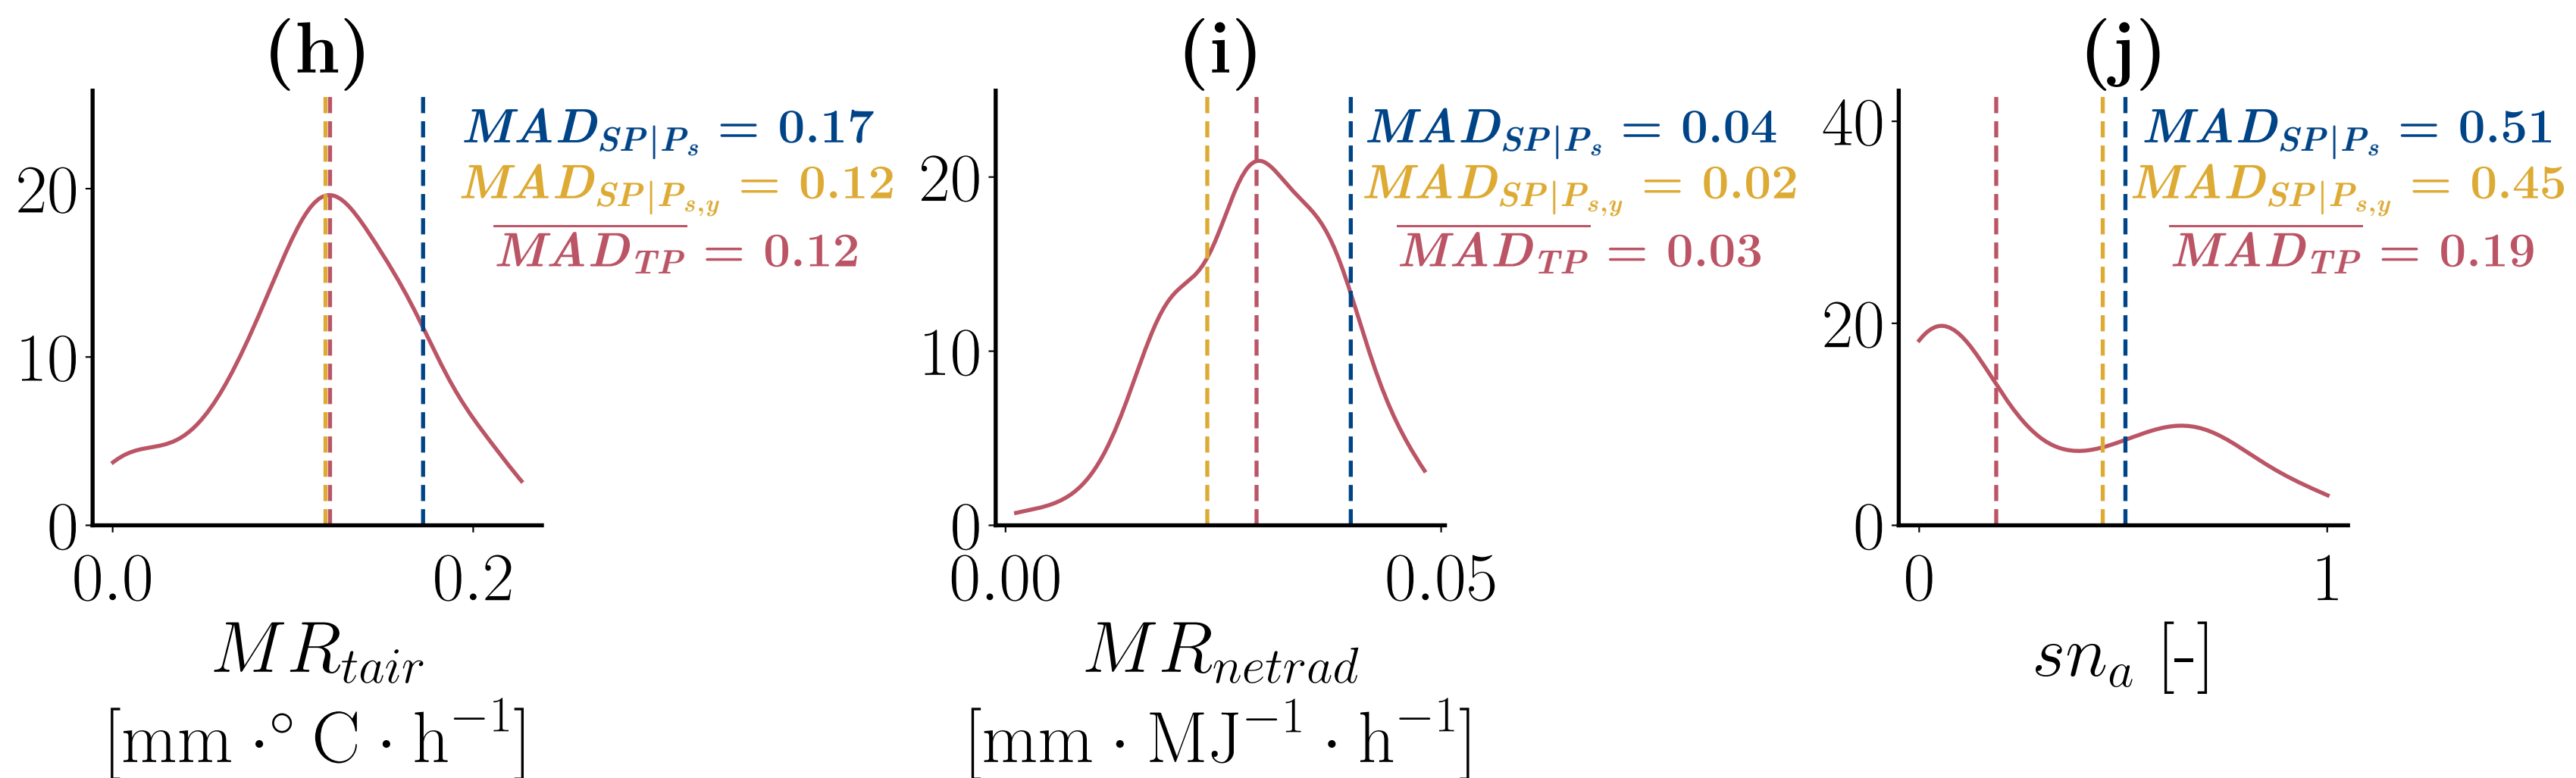 (h)
MAD_{SP|P_s} = 0.17
MAD_{SP|P_{s,y}} = 0.12
\overline{MAD_{TP}} = 0.12
20
10
0
0.0 0.2
MR_{tair}
[mm ·° C · h^{−1}]
(i)
MAD_{SP|P_s} = 0.04
MAD_{SP|P_{s,y}} = 0.02
\overline{MAD_{TP}} = 0.03
20
10
0
0.00 0.05
MR_{netrad}
[mm · MJ^{−1} · h^{−1}]
(j)
MAD_{SP|P_s} = 0.51
MAD_{SP|P_{s,y}} = 0.45
\overline{MAD_{TP}} = 0.19
40
20
0
0 1
sn_a [-]